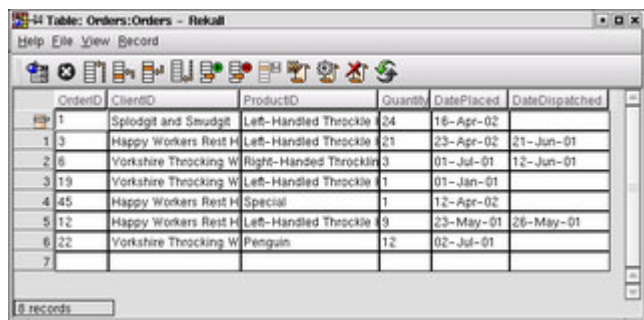 Table: Orders:Orders - Rekall
Help File View Record
OrderID ClientID ProductID Quantity DatePlaced DateDispatched
1 Splodgit and Smudgit Left-Handled Throckle 24 16-Apr-02
1 3 Happy Workers Rest H Left-Handled Throckle 21 23-Apr-02 21-Jun-01
2 6 Yorkshire Throcking W Right-Handed Throcklin 3 01-Jul-01 12-Jun-01
3 19 Yorkshire Throcking W Left-Handled Throckle 1 01-Jan-01
4 45 Happy Workers Rest H Special 1 12-Apr-02
5 12 Happy Workers Rest H Left-Handled Throckle 9 23-May-01 26-May-01
6 22 Yorkshire Throcking W Penguin 12 02-Jul-01
7
8 records